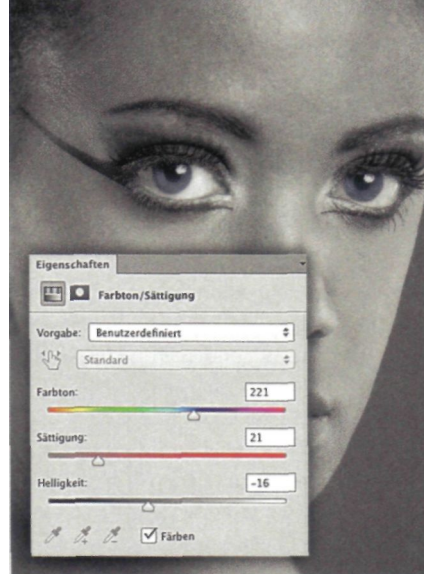 Eigenschaften
Farbton/Sättigung
Vorgabe: Benutzerdefiniert
Standard
Farbton: 221
Sättigung: 21
Helligkeit: -16
Färben